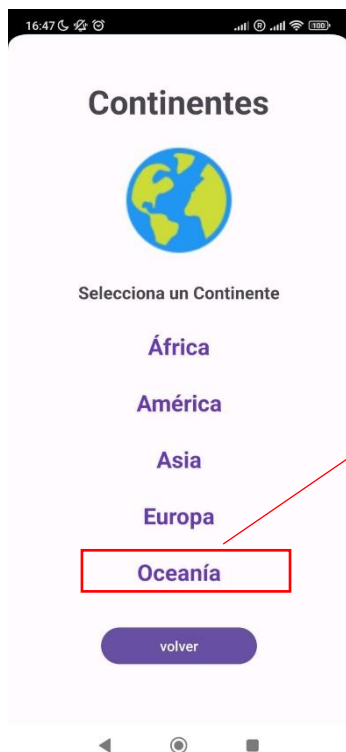 16:47
Continentes
Selecciona un Continente
África
América
Asia
Europa
Oceanía
volver